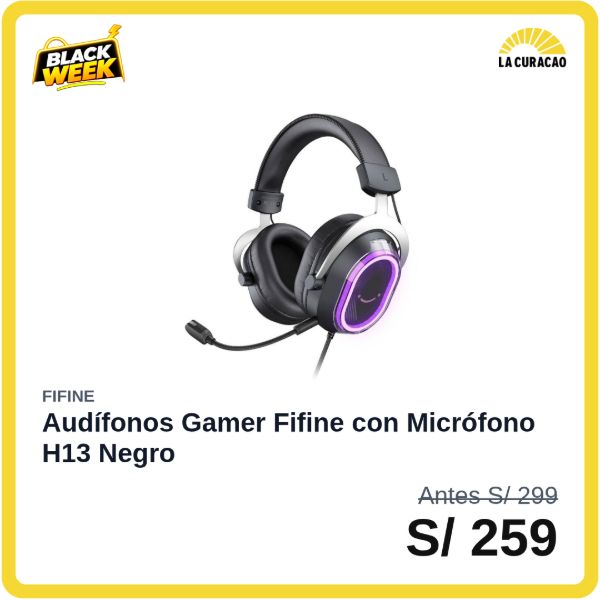 BLACK
WEEK
LA CURACAO
L
FIFINE
Audífonos Gamer Fifine con Micrófono
H13 Negro
Antes S/ 299
S/ 259